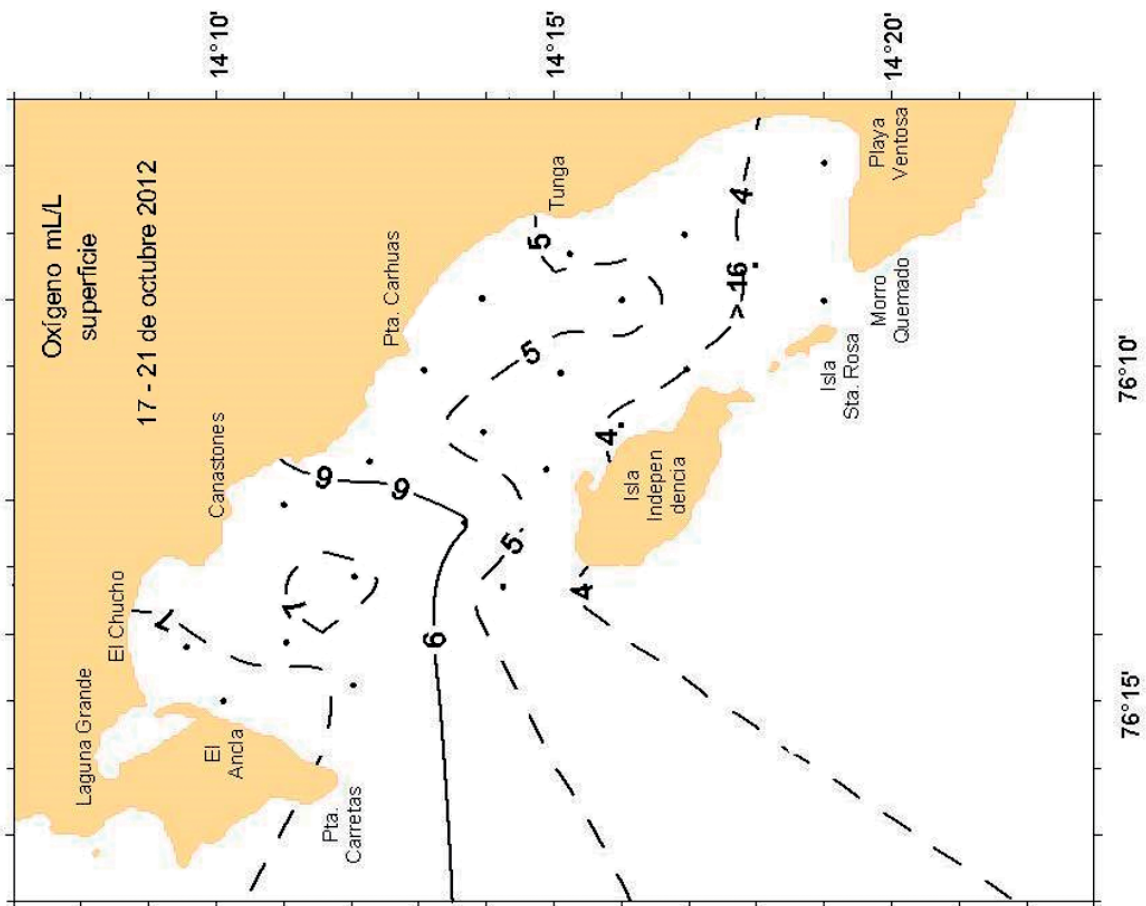 Oxígeno mL/L
superficie
17 - 21 de octubre 2012
Laguna Grande
El Chucho
El
Ancla
Canastones
Pta.
Carretas
Pta. Carhuas
Tunga
Isla
Indepen
dencia
Isla
Sta. Rosa
Morro
Quemado
Playa
Ventosa
7
7
6
6
6
5
5
5
4
4
> 16
4
14°10'
14°15'
14°20'
76°15'
76°10'